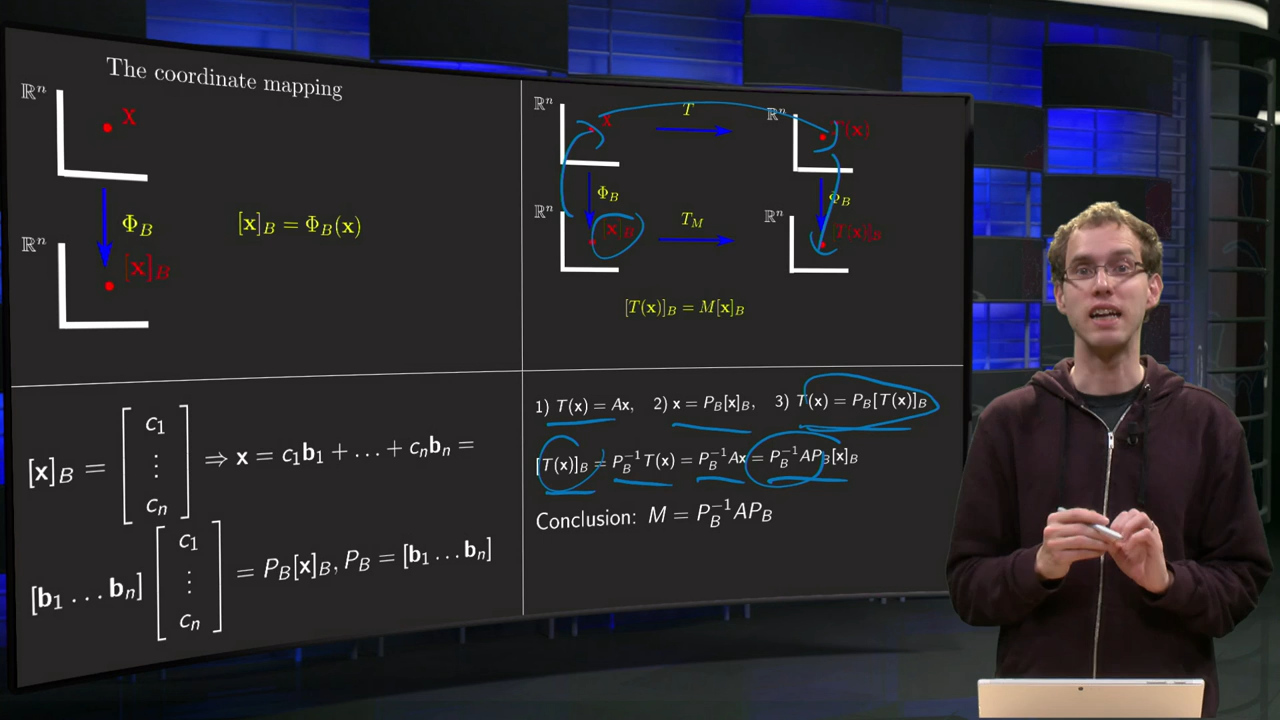 The coordinate mapping
ℝⁿ
x
Φ_B
[x]_B = Φ_B(x)
ℝⁿ
[x]_B
ℝⁿ
x
T
ℝⁿ
T(x)
Φ_B
Φ_B
ℝⁿ
[x]_B
T_M
ℝⁿ
[T(x)]_B
[T(x)]_B = M[x]_B
[x]_B = [c₁ ⋮ cₙ] ⇒ x = c₁b₁ + … + cₙbₙ =
[b₁ … bₙ] [c₁ ⋮ cₙ] = P_B[x]_B, P_B = [b₁ … bₙ]
1) T(x) = Ax, 2) x = P_B[x]_B, 3) T(x) = P_B[T(x)]_B
[T(x)]_B = P_B⁻¹T(x) = P_B⁻¹Ax = P_B⁻¹AP_B[x]_B
Conclusion: M = P_B⁻¹AP_B